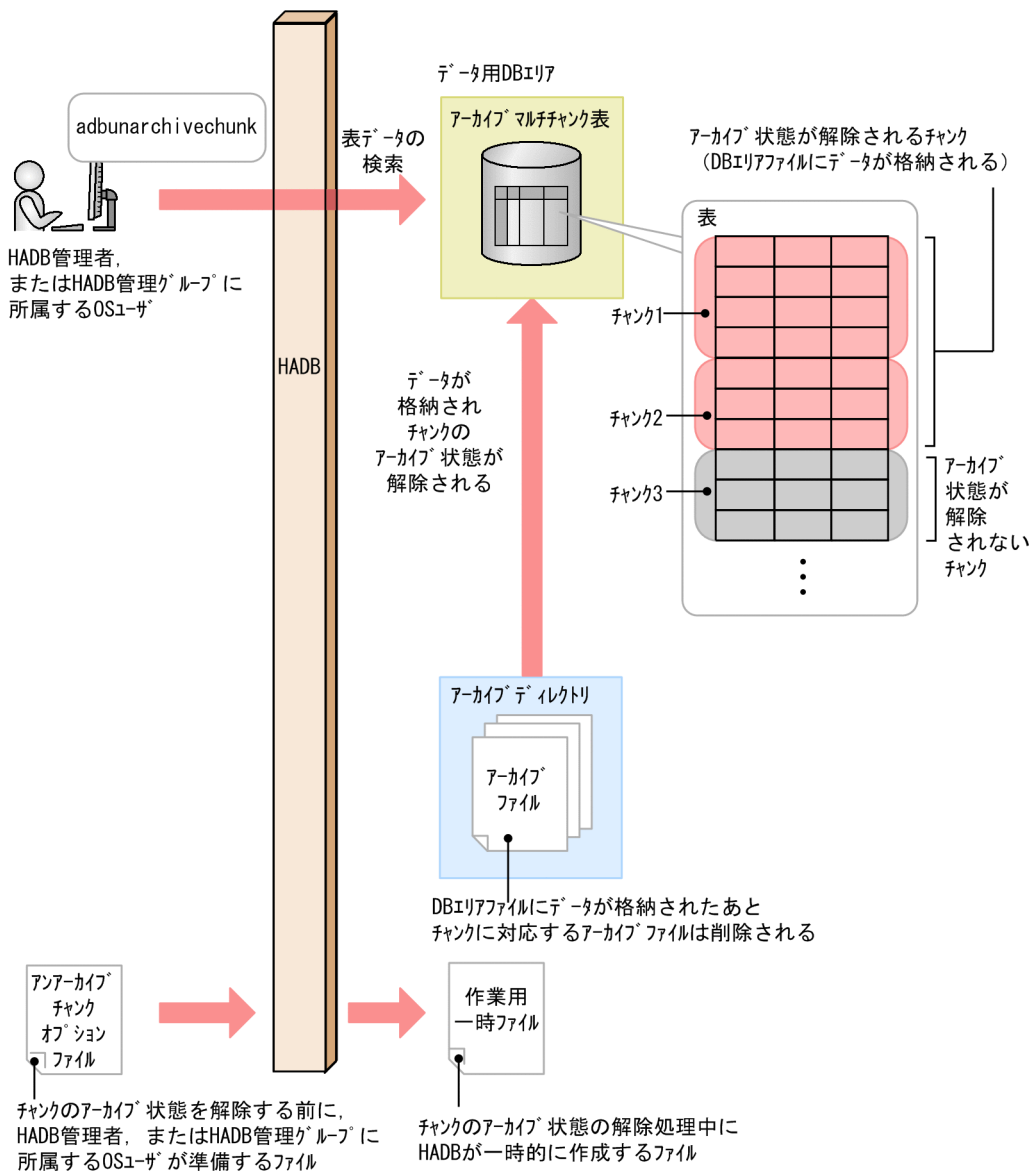 データ用DBエリア
adbunarchivechunk
HADB管理者,
またはHADB管理グループに
所属するOSユーザ
HADB
表データの
検索
アーカイブマルチチャンク表
アーカイブ状態が解除されるチャンク
(DBエリアファイルにデータが格納される)
表
チャンク1
チャンク2
チャンク3
アーカイブ
状態が
解除
されない
チャンク
データが
格納され
チャンクの
アーカイブ状態が
解除される
アーカイブディレクトリ
アーカイブ
ファイル
DBエリアファイルにデータが格納されたあと
チャンクに対応するアーカイブファイルは削除される
アンアーカイブ
チャンク
オプション
ファイル
作業用
一時ファイル
チャンクのアーカイブ状態を解除する前に,
HADB管理者, またはHADB管理グループに
所属するOSユーザが準備するファイル
チャンクのアーカイブ状態の解除処理中に
HADBが一時的に作成するファイル